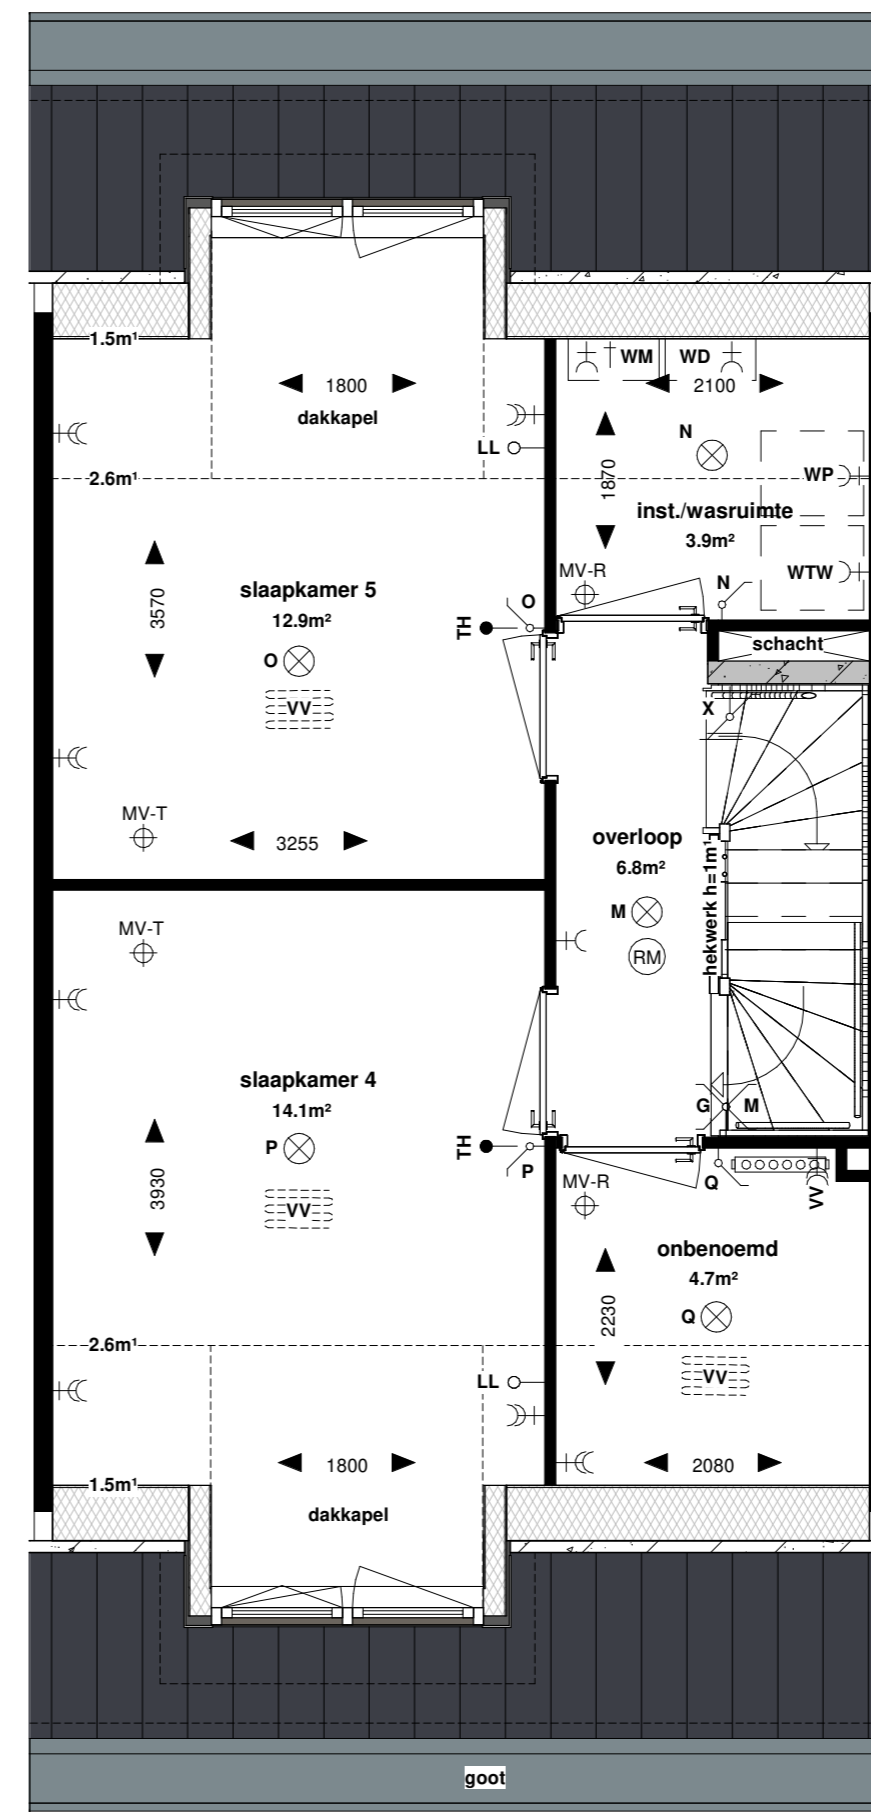 1.5m¹
WM
WD
1800
2100
dakkapel
N
LL
1870
2.6m¹
WP
inst./wasruimte
3.9m²
MV-R
WTW
N
3570
slaapkamer 5
12.9m²
O
TH
O
VV
schacht
X
MV-T
3255
overloop
6.8m²
hekwerk h=1m¹
M
RM
MV-T
slaapkamer 4
14.1m²
G
M
P
TH
P
3930
VV
MV-R
Q
VV
onbenoemd
4.7m²
2230
Q
2.6m¹
VV
LL
1.5m¹
1800
2080
dakkapel
goot